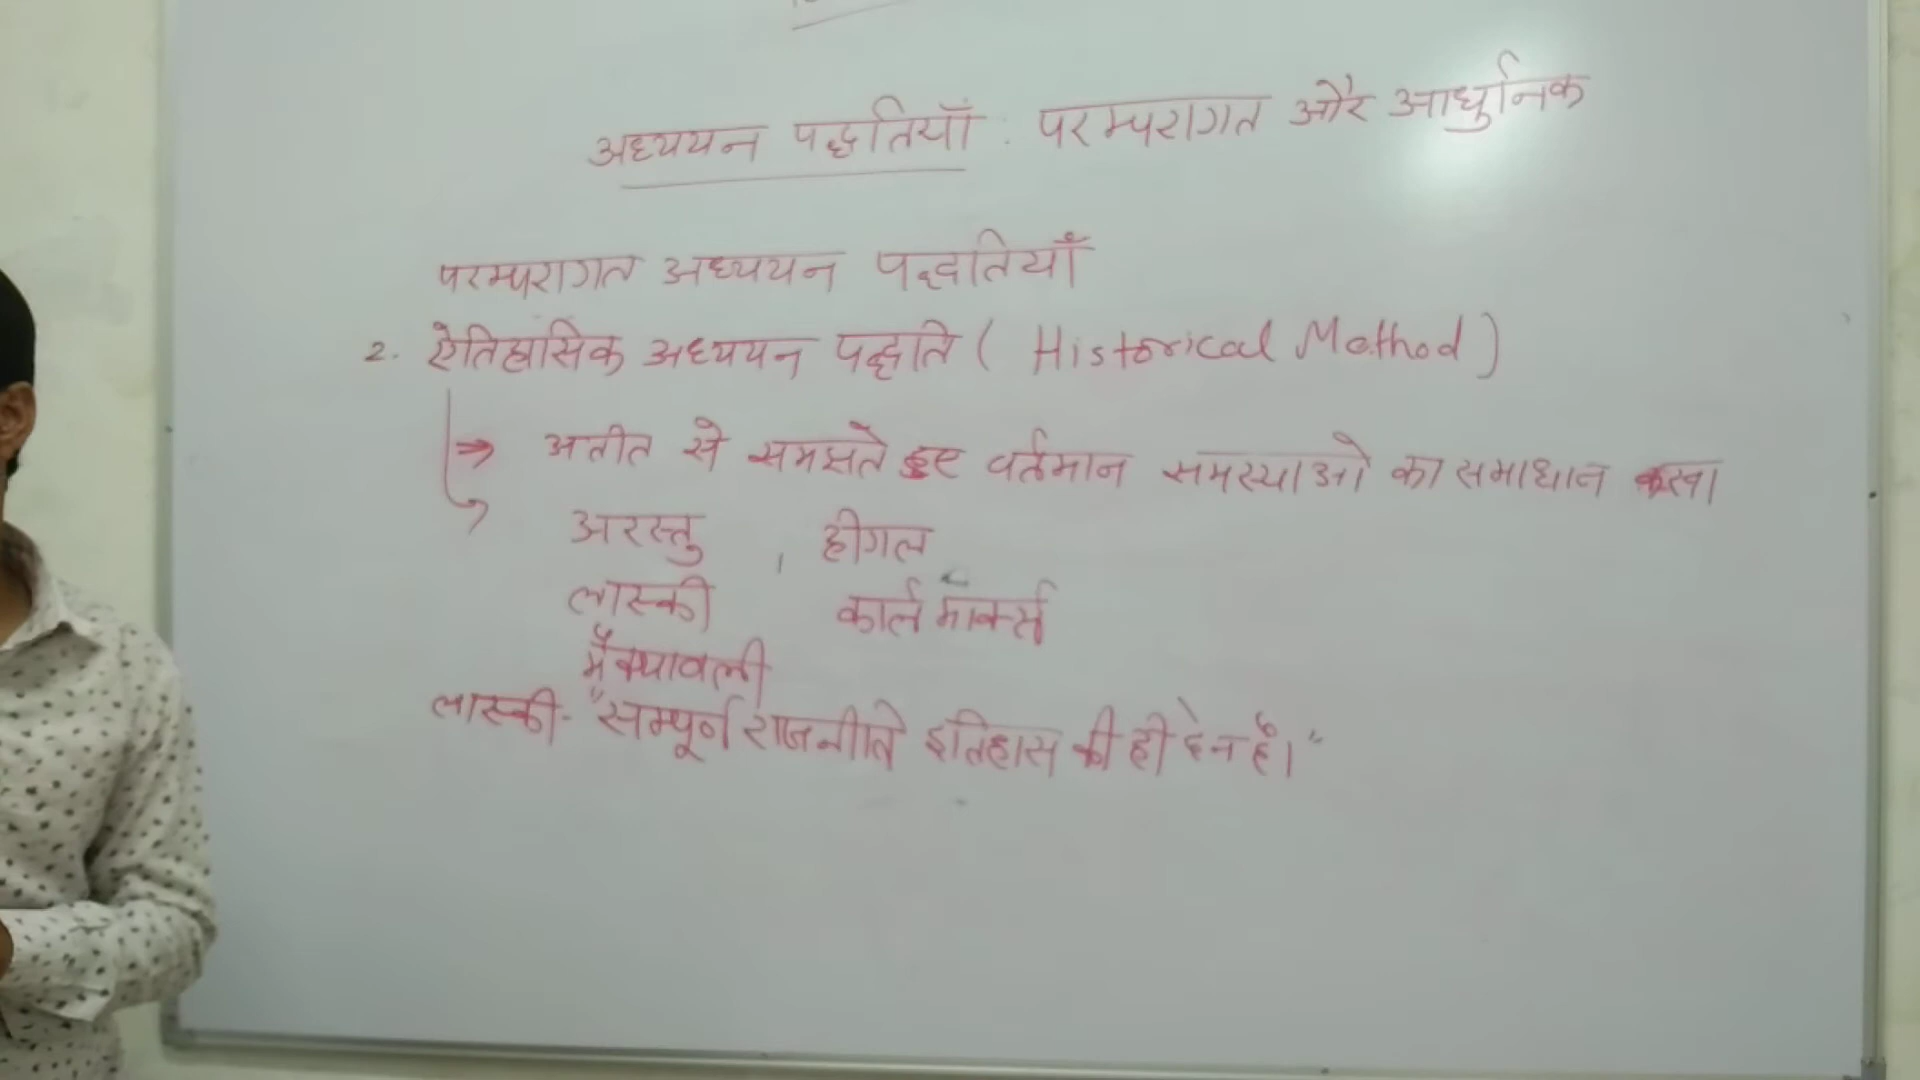 अध्ययन पद्धतियाँ : परम्परागत और आधुनिक
परम्परागत अध्ययन पद्धतियाँ
2. ऐतिहासिक अध्ययन पद्धति ( Historical Method )
⇒ अतीत से समझते हुए वर्तमान समस्याओ का समाधान करना
अरस्तु , हीगल
लास्की कार्ल मार्क्स
मैक्यावली
लास्की - "सम्पूर्ण राजनीति इतिहास की ही देन है।"